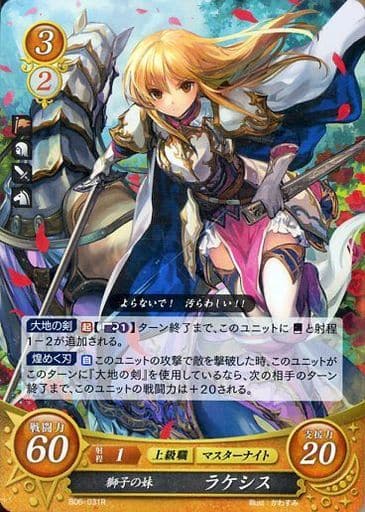 3
2
よらないで! 汚らわしい!!
大地の剣 起 [1] ターン終了まで、このユニットに と射程
1−2が追加される。
煌めく刃 自 このユニットの攻撃で敵を撃破した時、このユニットが
このターンに『大地の剣』を使用しているなら、次の相手のターン
終了まで、このユニットの戦闘力は+20される。
戦闘力
60
射程 1
上級職
マスターナイト
支援力
20
獅子の妹 ラケシス
B06-031R
Illust:かわすみ